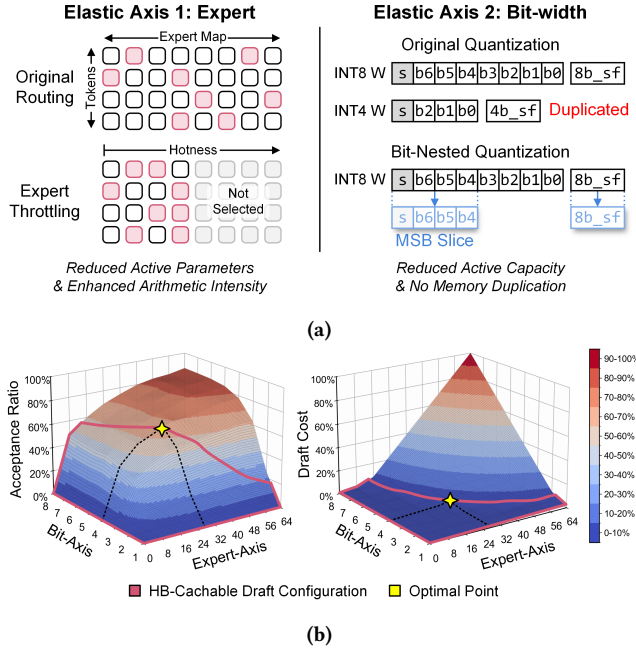 Elastic Axis 1: Expert
Expert Map
Original
Routing
Tokens
Hotness
Expert
Throttling
Not
Selected
Reduced Active Parameters
& Enhanced Arithmetic Intensity
Elastic Axis 2: Bit-width
Original Quantization
INT8 W s b6 b5 b4 b3 b2 b1 b0 8b_sf
INT4 W s b2 b1 b0 4b_sf Duplicated
Bit-Nested Quantization
INT8 W s b6 b5 b4 b3 b2 b1 b0 8b_sf
s b6 b5 b4 8b_sf
MSB Slice
Reduced Active Capacity
& No Memory Duplication
(a)
Acceptance Ratio
100%
80%
60%
40%
20%
0%
8 7 6 5 4 3 2 1
Bit-Axis
0 8 16 24 32 40 48 56 64
Expert-Axis
Draft Cost
100%
80%
60%
40%
20%
0%
8 7 6 5 4 3 2 1
Bit-Axis
0 8 16 24 32 40 48 56 64
Expert-Axis
90-100%
80-90%
70-80%
60-70%
50-60%
40-50%
30-40%
20-30%
10-20%
0-10%
HB-Cachable Draft Configuration
Optimal Point
(b)